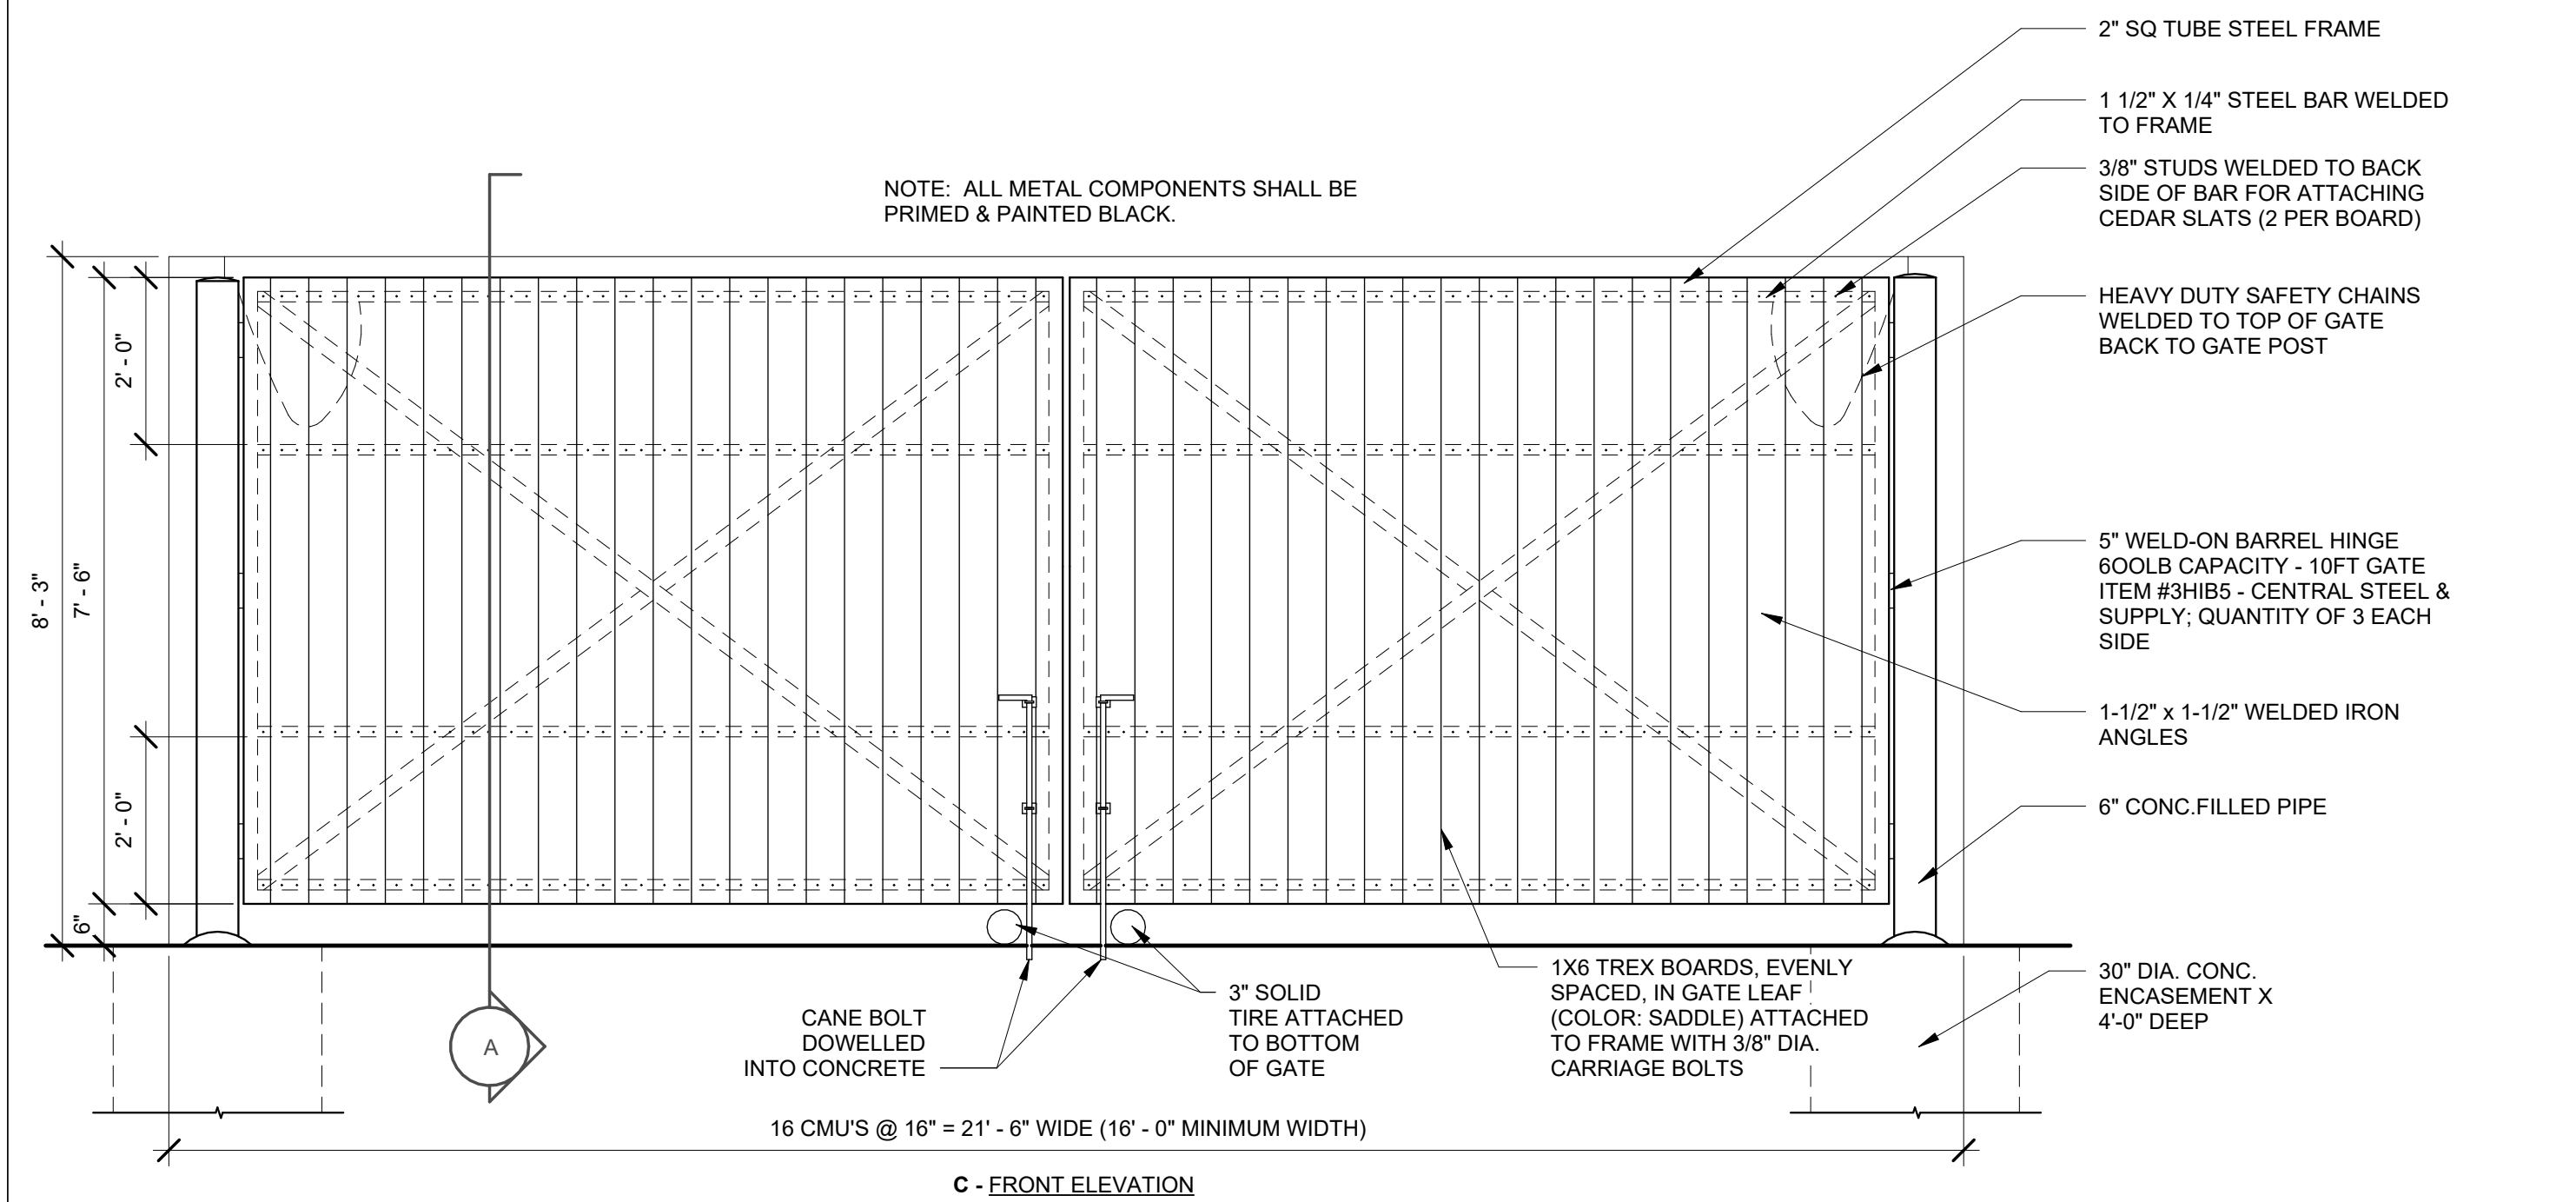 2" SQ TUBE STEEL FRAME
1 1/2" X 1/4" STEEL BAR WELDED
TO FRAME
3/8" STUDS WELDED TO BACK
SIDE OF BAR FOR ATTACHING
CEDAR SLATS (2 PER BOARD)
NOTE:  ALL METAL COMPONENTS SHALL BE
PRIMED & PAINTED BLACK.
HEAVY DUTY SAFETY CHAINS
WELDED TO TOP OF GATE
BACK TO GATE POST
8' - 3"
7' - 6"
2' - 0"
2' - 0"
6"
5" WELD-ON BARREL HINGE
6OOLB CAPACITY - 10FT GATE
ITEM #3HIB5 - CENTRAL STEEL &
SUPPLY; QUANTITY OF 3 EACH
SIDE
1-1/2" x 1-1/2" WELDED IRON
ANGLES
6" CONC.FILLED PIPE
30" DIA. CONC.
ENCASEMENT X
4'-0" DEEP
A
CANE BOLT
DOWELLED
INTO CONCRETE
3" SOLID
TIRE ATTACHED
TO BOTTOM
OF GATE
1X6 TREX BOARDS, EVENLY
SPACED, IN GATE LEAF
(COLOR: SADDLE) ATTACHED
TO FRAME WITH 3/8" DIA.
CARRIAGE BOLTS
16 CMU'S @ 16" = 21' - 6" WIDE (16' - 0" MINIMUM WIDTH)
C - FRONT ELEVATION